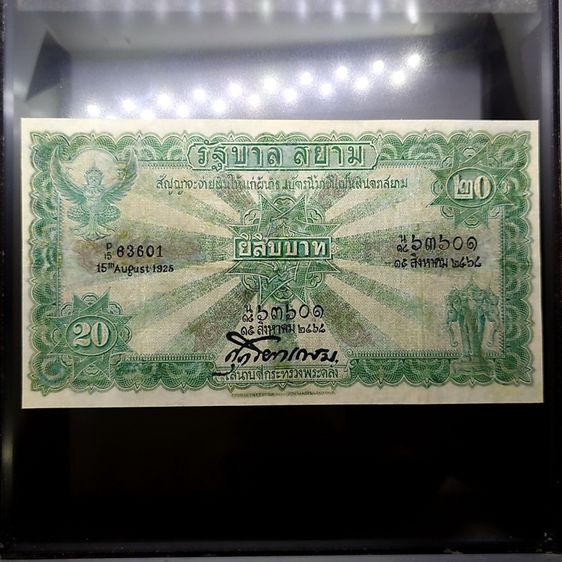 รัฐบาล สยาม
สัญญาจะจ่ายเงินให้แก่ผู้นำธนบัตรนี้มาขึ้นเป็นเงินตราสยาม
๒๐
P/15 63601
15th August 1925
ยี่สิบบาท
น/๑๕ ๖๓๖๐๑
๑๕ สิงหาคม ๒๔๖๘
น/๑๕ ๖๓๖๐๑
๑๕ สิงหาคม ๒๔๖๘
20
เสนาบดีกระทรวงพระคลัง